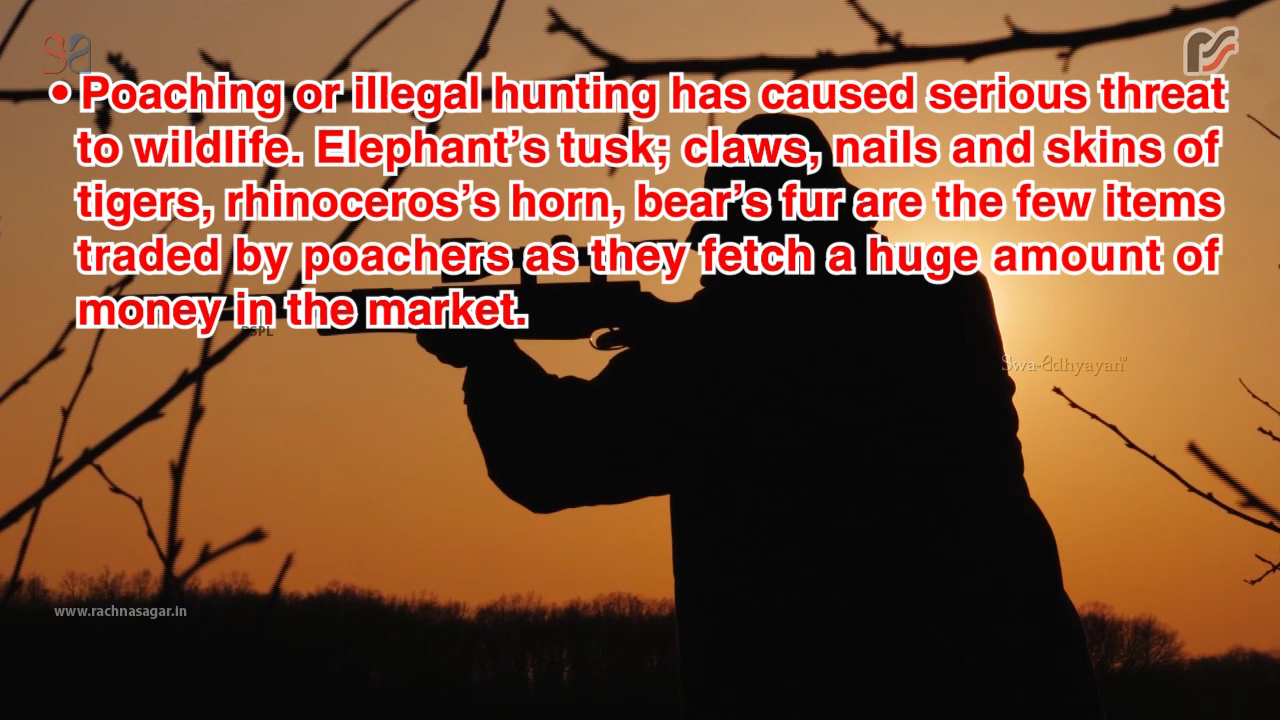 sa
• Poaching or illegal hunting has caused serious threat
to wildlife. Elephant’s tusk; claws, nails and skins of
tigers, rhinoceros’s horn, bear’s fur are the few items
traded by poachers as they fetch a huge amount of
money in the market.
Swa-adhyayan™
www.rachnasagar.in